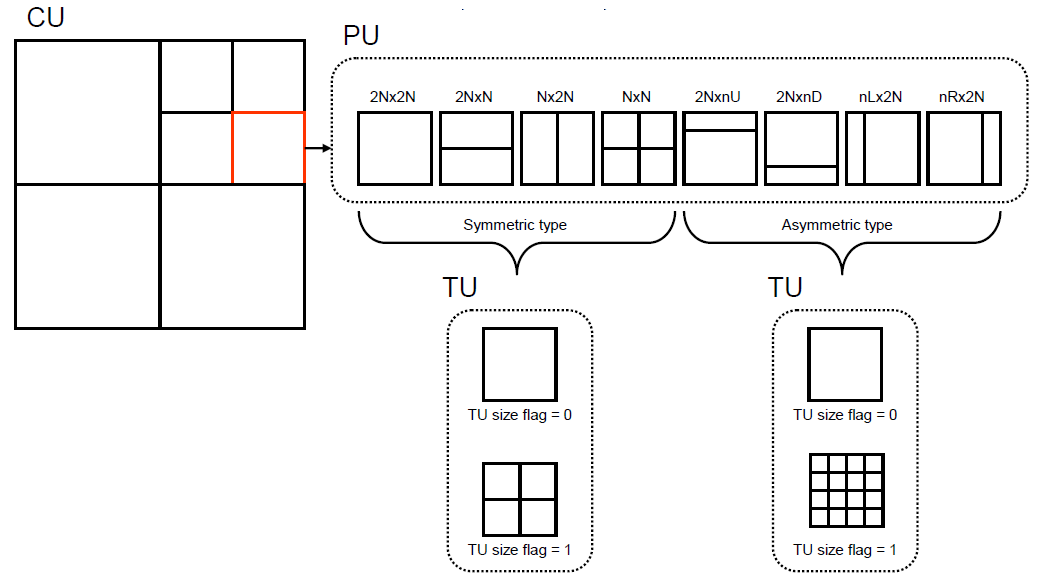 CU
PU
2Nx2N 2NxN Nx2N NxN 2NxnU 2NxnD nLx2N nRx2N
Symmetric type Asymmetric type
TU TU
TU size flag = 0 TU size flag = 0
TU size flag = 1 TU size flag = 1